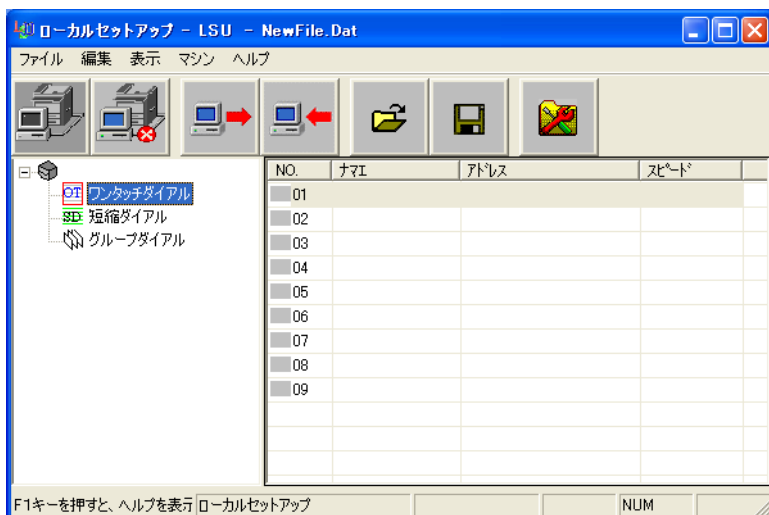 ローカルセットアップ - LSU - NewFile.Dat
ファイル 編集 表示 マシン ヘルプ
NO. ナマエ アドレス スピード
OT ワンタッチダイアル
SD 短縮ダイアル
グループダイアル
01
02
03
04
05
06
07
08
09
F1キーを押すと、ヘルプを表示 ローカルセットアップ NUM